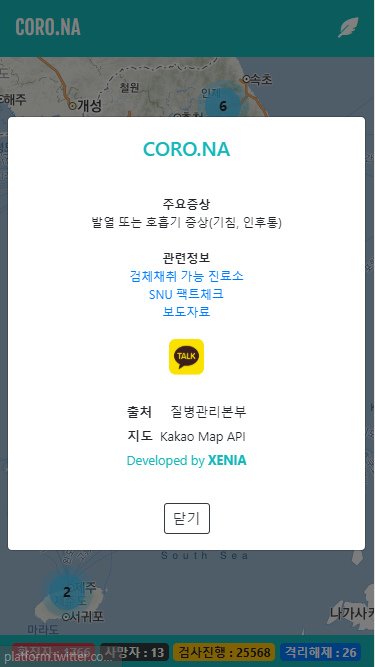 CORO.NA
해주
개성
철원
인제
속초
6
춘천
CORO.NA
주요증상
발열 또는 호흡기 증상(기침, 인후통)
관련정보
검체채취 가능 진료소
SNU 팩트체크
보도자료
TALK
출처 질병관리본부
지도 Kakao Map API
Developed by XENIA
닫기
South Sea
2
제주
서귀포
마라도
나가사키
확진자 : 1766 사망자 : 13 검사진행 : 25568 격리해제 : 26
platform.twitter.co...